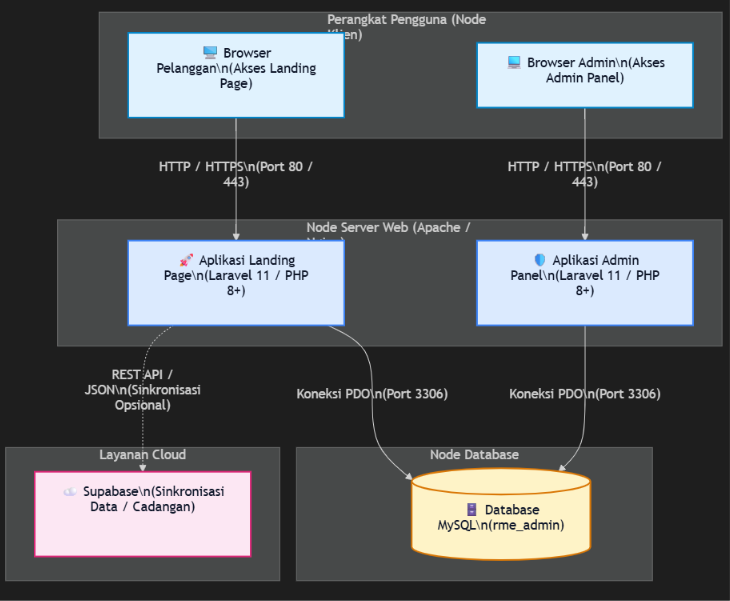 Perangkat Pengguna (Node
Klien)
Browser
Pelanggan\n(Akses Landing
Page)
Browser Admin\n(Akses
Admin Panel)
HTTP / HTTPS\n(Port 80 /
443)
HTTP / HTTPS\n(Port 80 /
443)
Node Server Web (Apache /
Aplikasi Landing
Page\n(Laravel 11 / PHP
8+)
Aplikasi Admin
Panel\n(Laravel 11 / PHP
8+)
REST API /
JSON\n(Sinkronisasi
Opsional)
Koneksi PDO\n(Port 3306)
Koneksi PDO\n(Port 3306)
Layanan Cloud
Node Database
Supabase\n(Sinkronisasi
Data / Cadangan)
Database
MySQL\n(rme_admin)